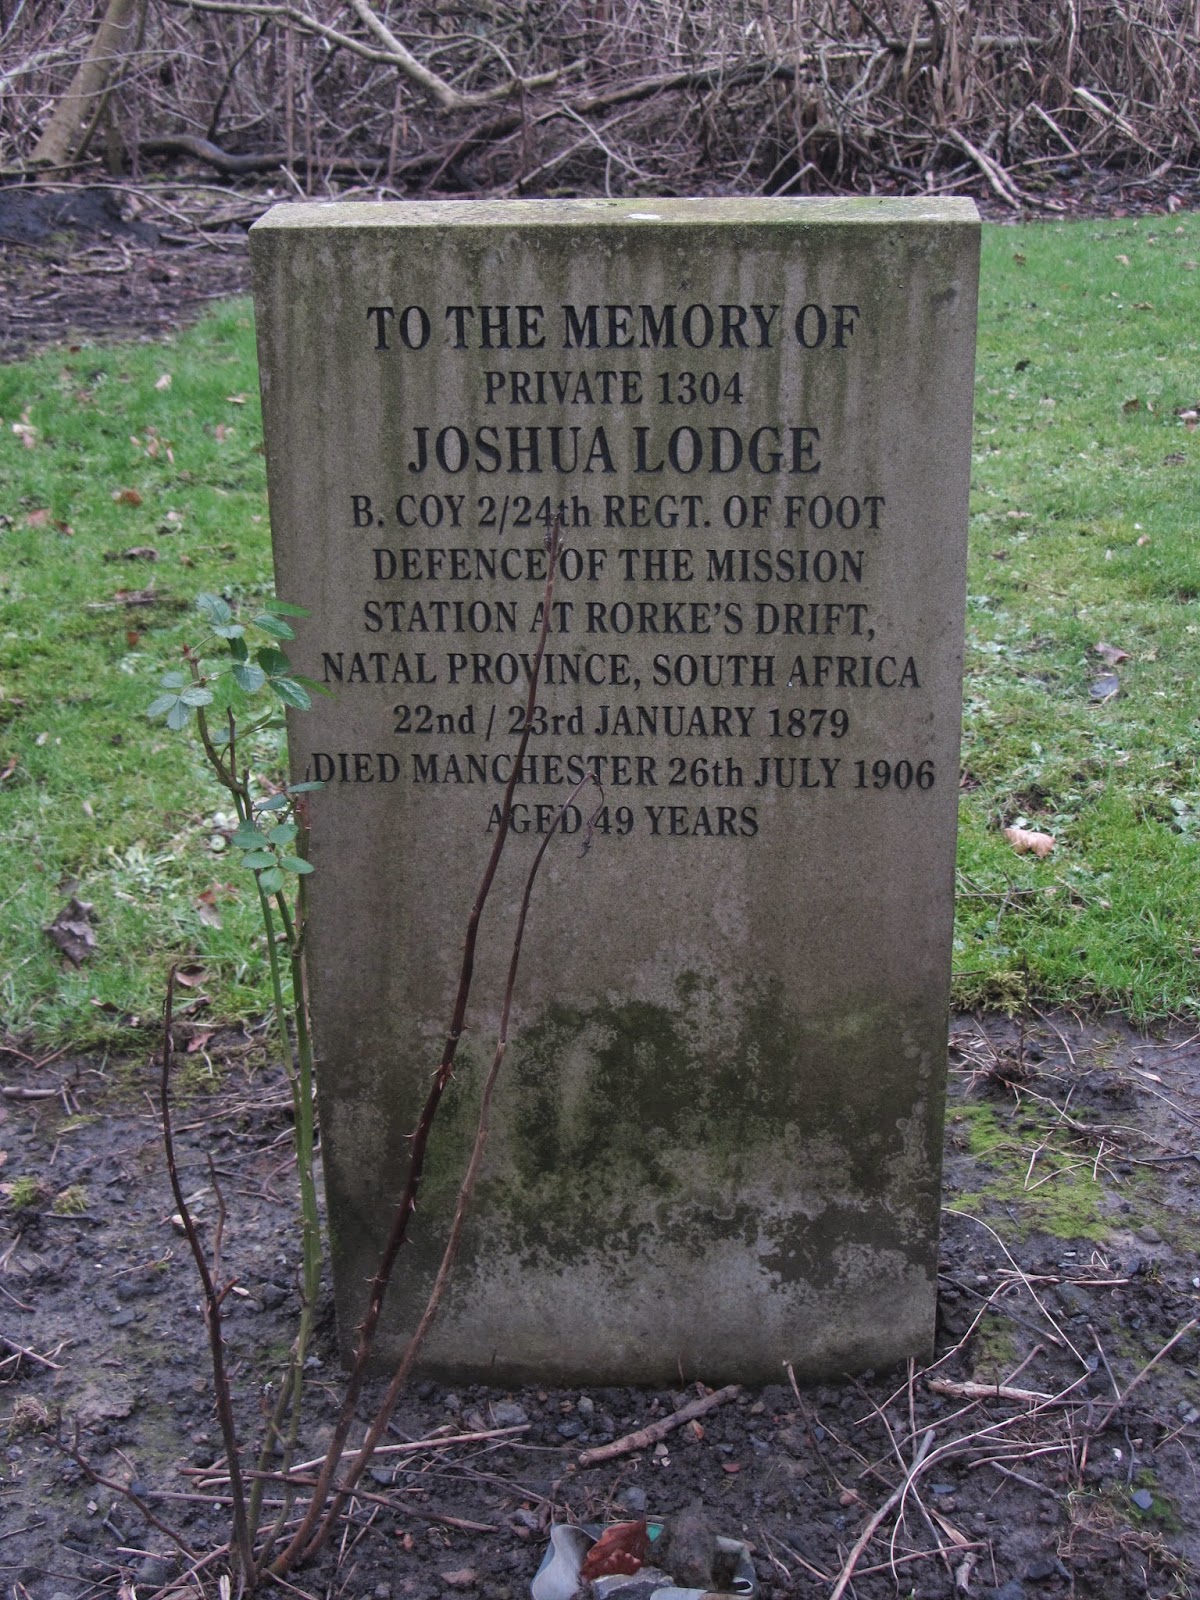 TO THE MEMORY OF
PRIVATE 1304
JOSHUA LODGE
B. COY 2/24th REGT. OF FOOT
DEFENCE OF THE MISSION
STATION AT RORKE'S DRIFT,
NATAL PROVINCE, SOUTH AFRICA
22nd / 23rd JANUARY 1879
DIED MANCHESTER 26th JULY 1906
AGED 49 YEARS